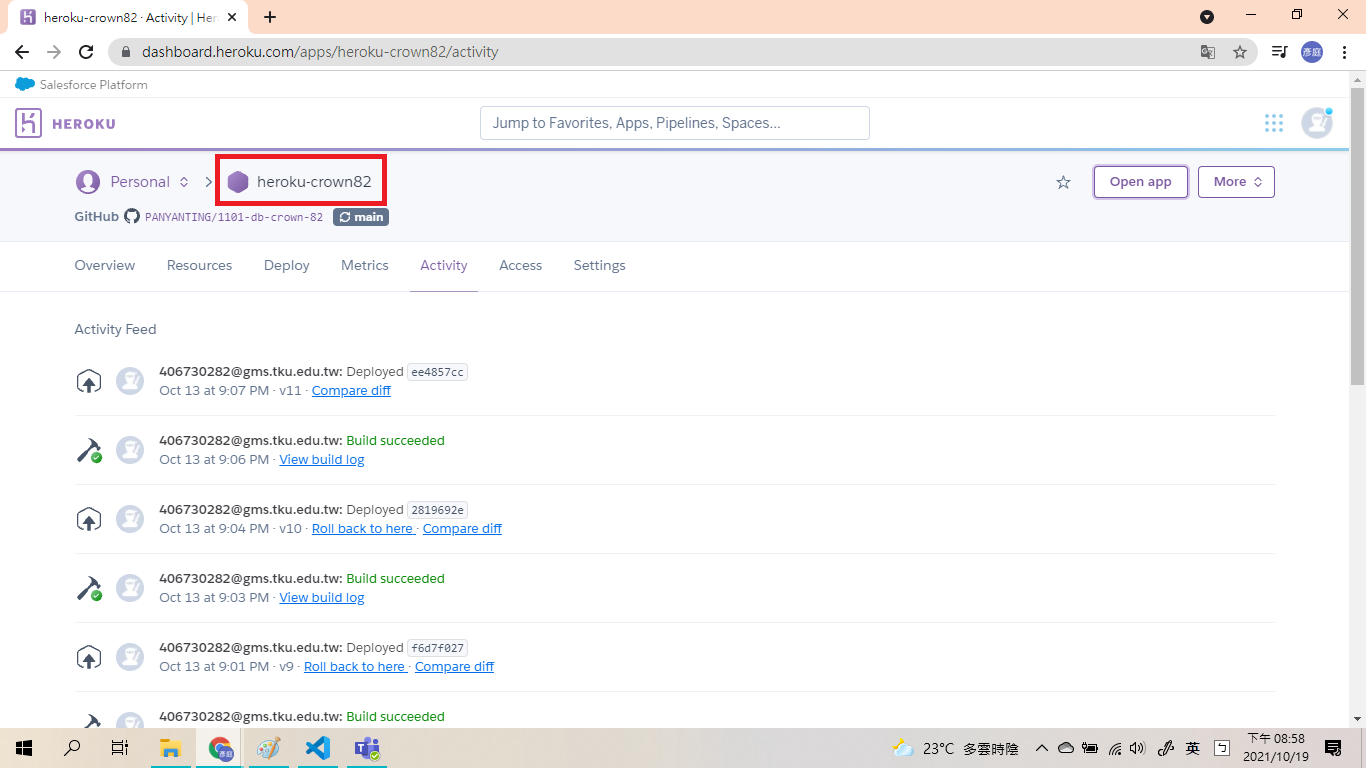 heroku-crown82 · Activity | Her
dashboard.heroku.com/apps/heroku-crown82/activity
彥庭
Salesforce Platform
HEROKU
Jump to Favorites, Apps, Pipelines, Spaces...
Personal
heroku-crown82
Open app
More
GitHub PANYANTING/1101-db-crown-82 main
Overview Resources Deploy Metrics Activity Access Settings
Activity Feed
406730282@gms.tku.edu.tw: Deployed ee4857cc
Oct 13 at 9:07 PM · v11 · Compare diff
406730282@gms.tku.edu.tw: Build succeeded
Oct 13 at 9:06 PM · View build log
406730282@gms.tku.edu.tw: Deployed 2819692e
Oct 13 at 9:04 PM · v10 · Roll back to here · Compare diff
406730282@gms.tku.edu.tw: Build succeeded
Oct 13 at 9:03 PM · View build log
406730282@gms.tku.edu.tw: Deployed f6d7f027
Oct 13 at 9:01 PM · v9 · Roll back to here · Compare diff
406730282@gms.tku.edu.tw: Build succeeded
彥庭
23°C 多雲時陰
英
ㄅ
下午 08:58
2021/10/19